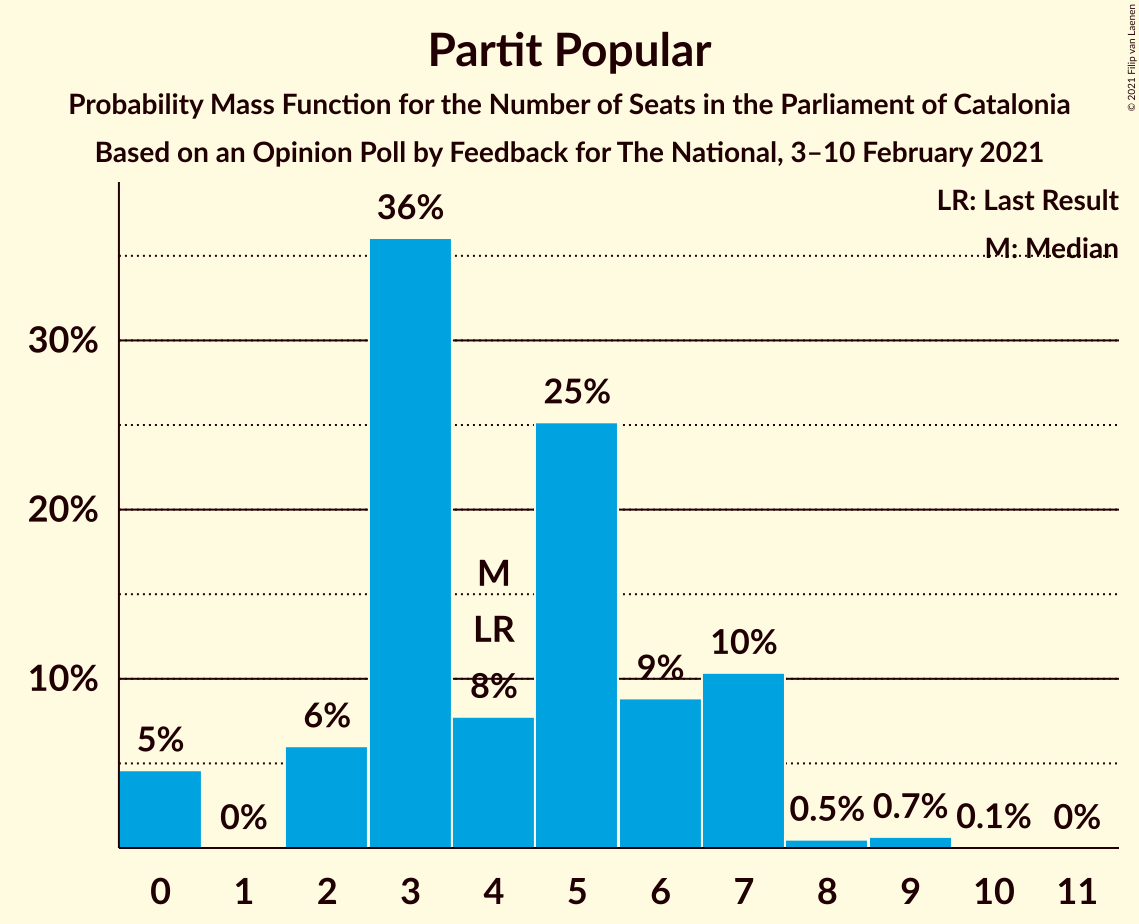 Partit Popular
Probability Mass Function for the Number of Seats in the Parliament of Catalonia
Based on an Opinion Poll by Feedback for The National, 3–10 February 2021
© 2021 Filip van Laenen
LR: Last Result
M: Median
36%
30%
25%
20%
M
LR
10%
9%
10%
8%
6%
5%
0%
0.5%
0.7%
0.1%
0%
0 1 2 3 4 5 6 7 8 9 10 11